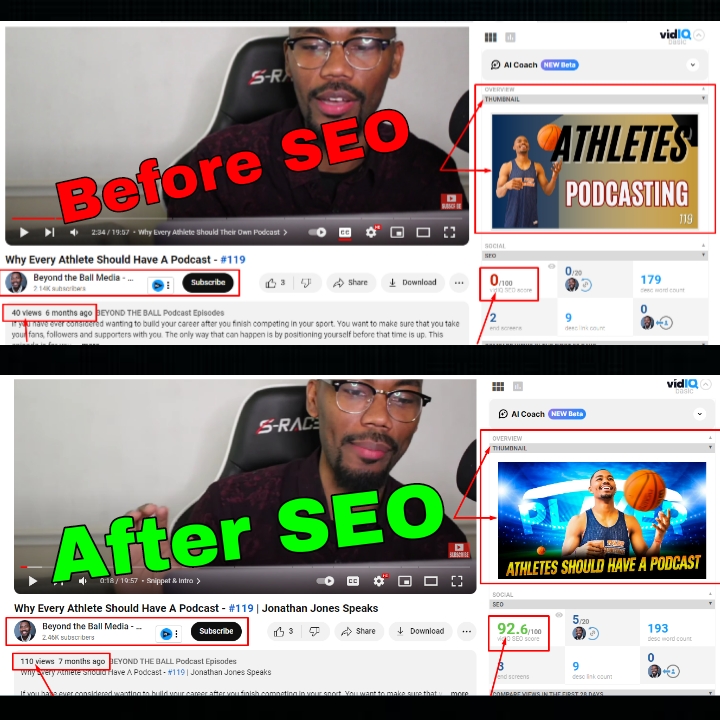 vidIQ
basic
AI Coach NEW Beta
OVERVIEW
THUMBNAIL
S-RA
Before SEO
ATHLETES'
PODCASTING
119
SUBSCRIBE
2:34 / 19:57 • Why Every Athlete Should Their Own Podcast >
CC
HD
Why Every Athlete Should Have A Podcast - #119
SOCIAL
SEO
Beyond the Ball Media - ...
2.14K subscribers
Subscribe
3
Share
Download
...
0/100
vidIQ SEO score
0/20
179
desc word count
40 views 6 months ago BEYOND THE BALL Podcast Episodes
If you have ever considered wanting to build your career after you finish competing in your sport. You want to make sure that you take
your fans, followers and supporters with you. The only way that can happen is by positioning yourself before that time is up. This
2
end screens
9
desc link count
0
vidIQ
basic
AI Coach NEW Beta
OVERVIEW
THUMBNAIL
S-RACE
After SEO
PLAYER
ATHLETES SHOULD HAVE A PODCAST
SUBSCRIBE
0:18 / 19:57 • Snippet & Intro >
CC
HD
Why Every Athlete Should Have A Podcast - #119 | Jonathan Jones Speaks
SOCIAL
SEO
Beyond the Ball Media - ...
2.46K subscribers
Subscribe
3
Share
Download
...
92.6/100
vidIQ SEO score
5/20
193
desc word count
110 views 7 months ago BEYOND THE BALL Podcast Episodes
Why Every Athlete Should Have A Podcast - #119 | Jonathan Jones Speaks
3
end screens
9
desc link count
0
If you have ever considered wanting to build your career after you finish competing in your sport. You want to make sure that y ...more
COMPARE VIEWS IN THE FIRST 28 DAYS